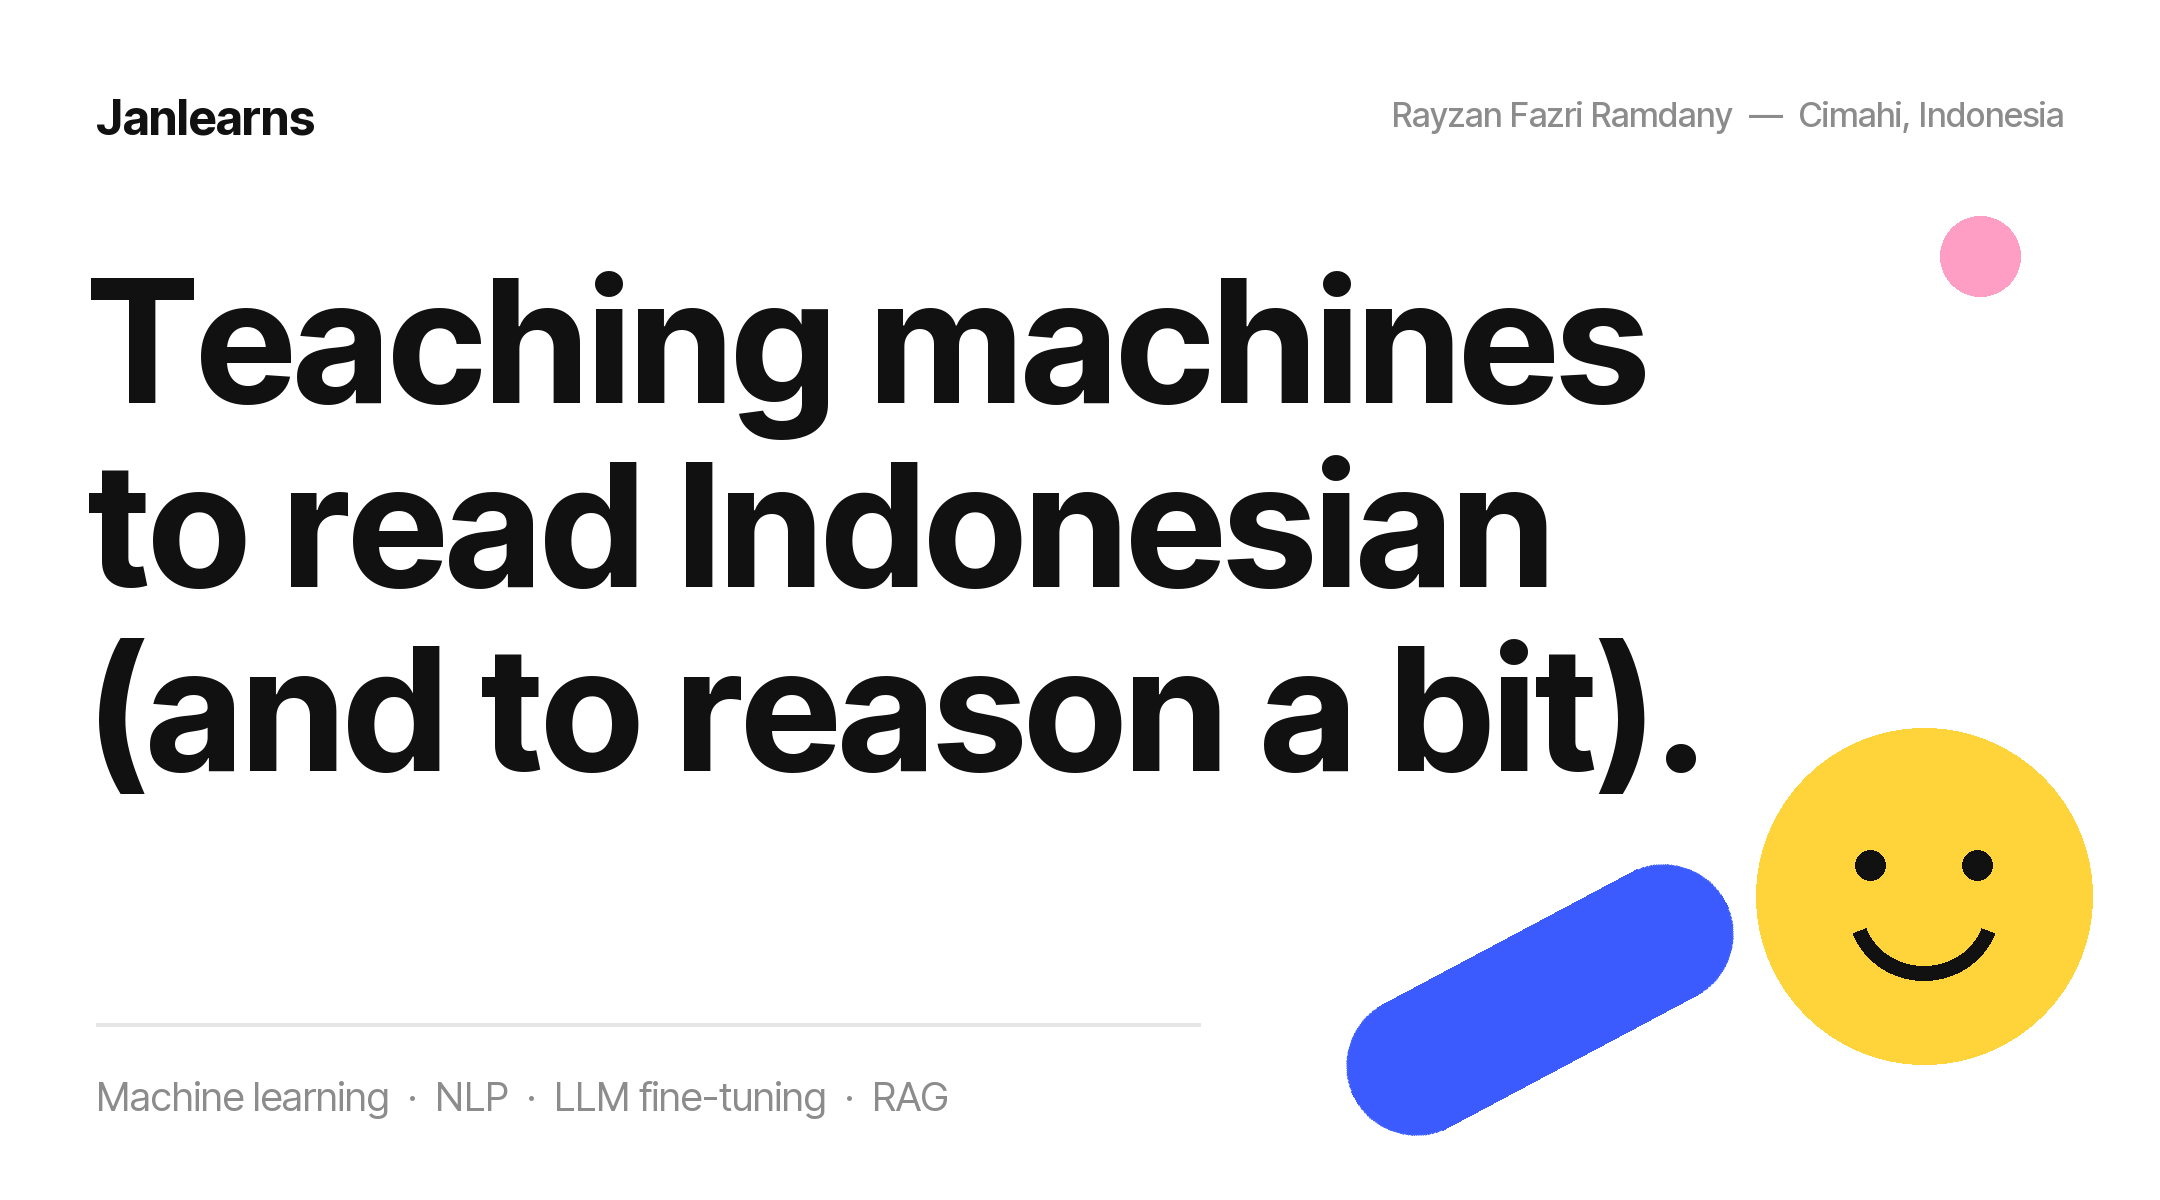 Janlearns
Rayzan Fazri Ramdany — Cimahi, Indonesia
Teaching machines
to read Indonesian
(and to reason a bit).
Machine learning · NLP · LLM fine-tuning · RAG